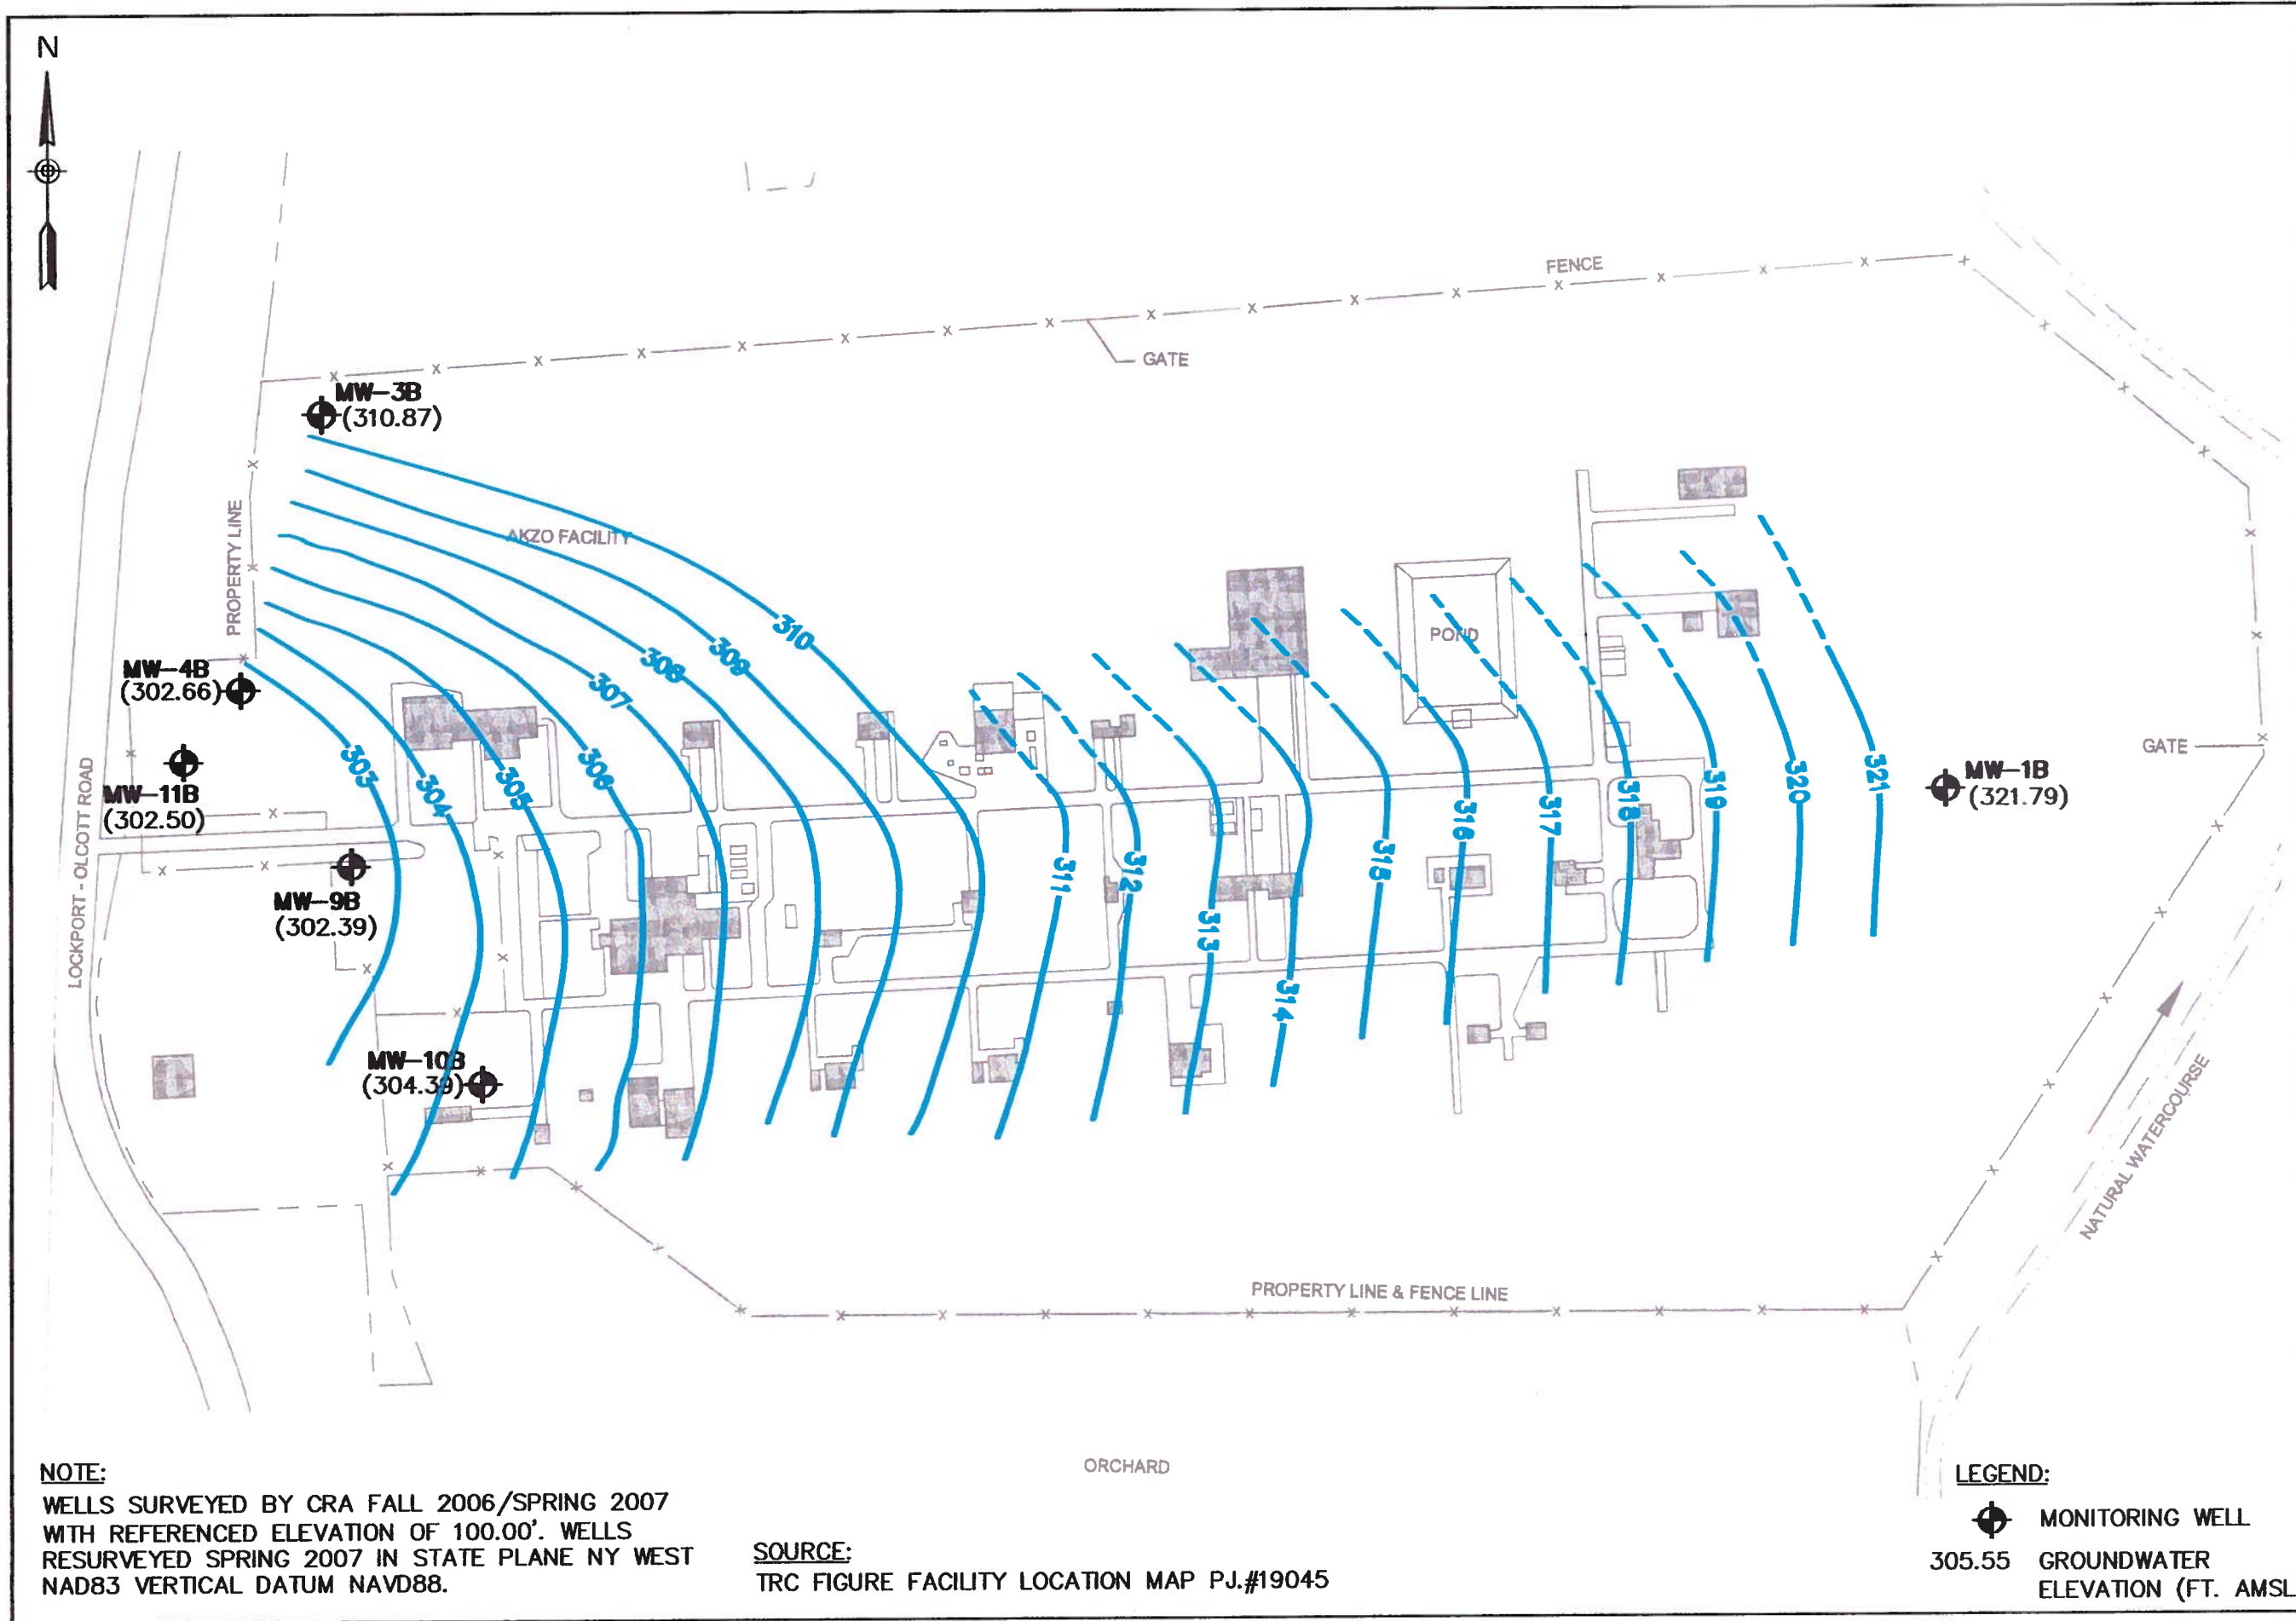 N
FENCE
GATE
MW-3B
(310.87)
PROPERTY LINE
AKZO FACILITY
310
309
308
307
306
305
304
303
POND
MW-4B
(302.66)
MW-11B
(302.50)
MW-9B
(302.39)
MW-10B
(304.39)
LOCKPORT - OLCOTT ROAD
311
312
313
314
315
316
317
318
319
320
321
GATE
MW-1B
(321.79)
NATURAL WATERCOURSE
PROPERTY LINE & FENCE LINE
ORCHARD
NOTE:
WELLS SURVEYED BY CRA FALL 2006/SPRING 2007
WITH REFERENCED ELEVATION OF 100.00'. WELLS
RESURVEYED SPRING 2007 IN STATE PLANE NY WEST
NAD83 VERTICAL DATUM NAVD88.
SOURCE:
TRC FIGURE FACILITY LOCATION MAP PJ.#19045
LEGEND:
MONITORING WELL
305.55 GROUNDWATER
ELEVATION (FT. AMSL